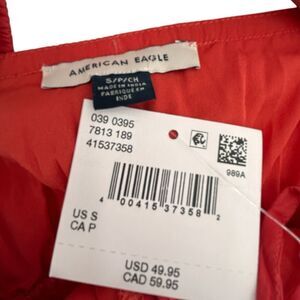 AMERICAN EAGLE
S/P/CH
MADE IN INDIA
FABRIQUÉ EN
INDE
039 0395
7813 189
41537358
989A
4 00415 37358 2
US S
CA P
USD 49.95
CAD 59.95